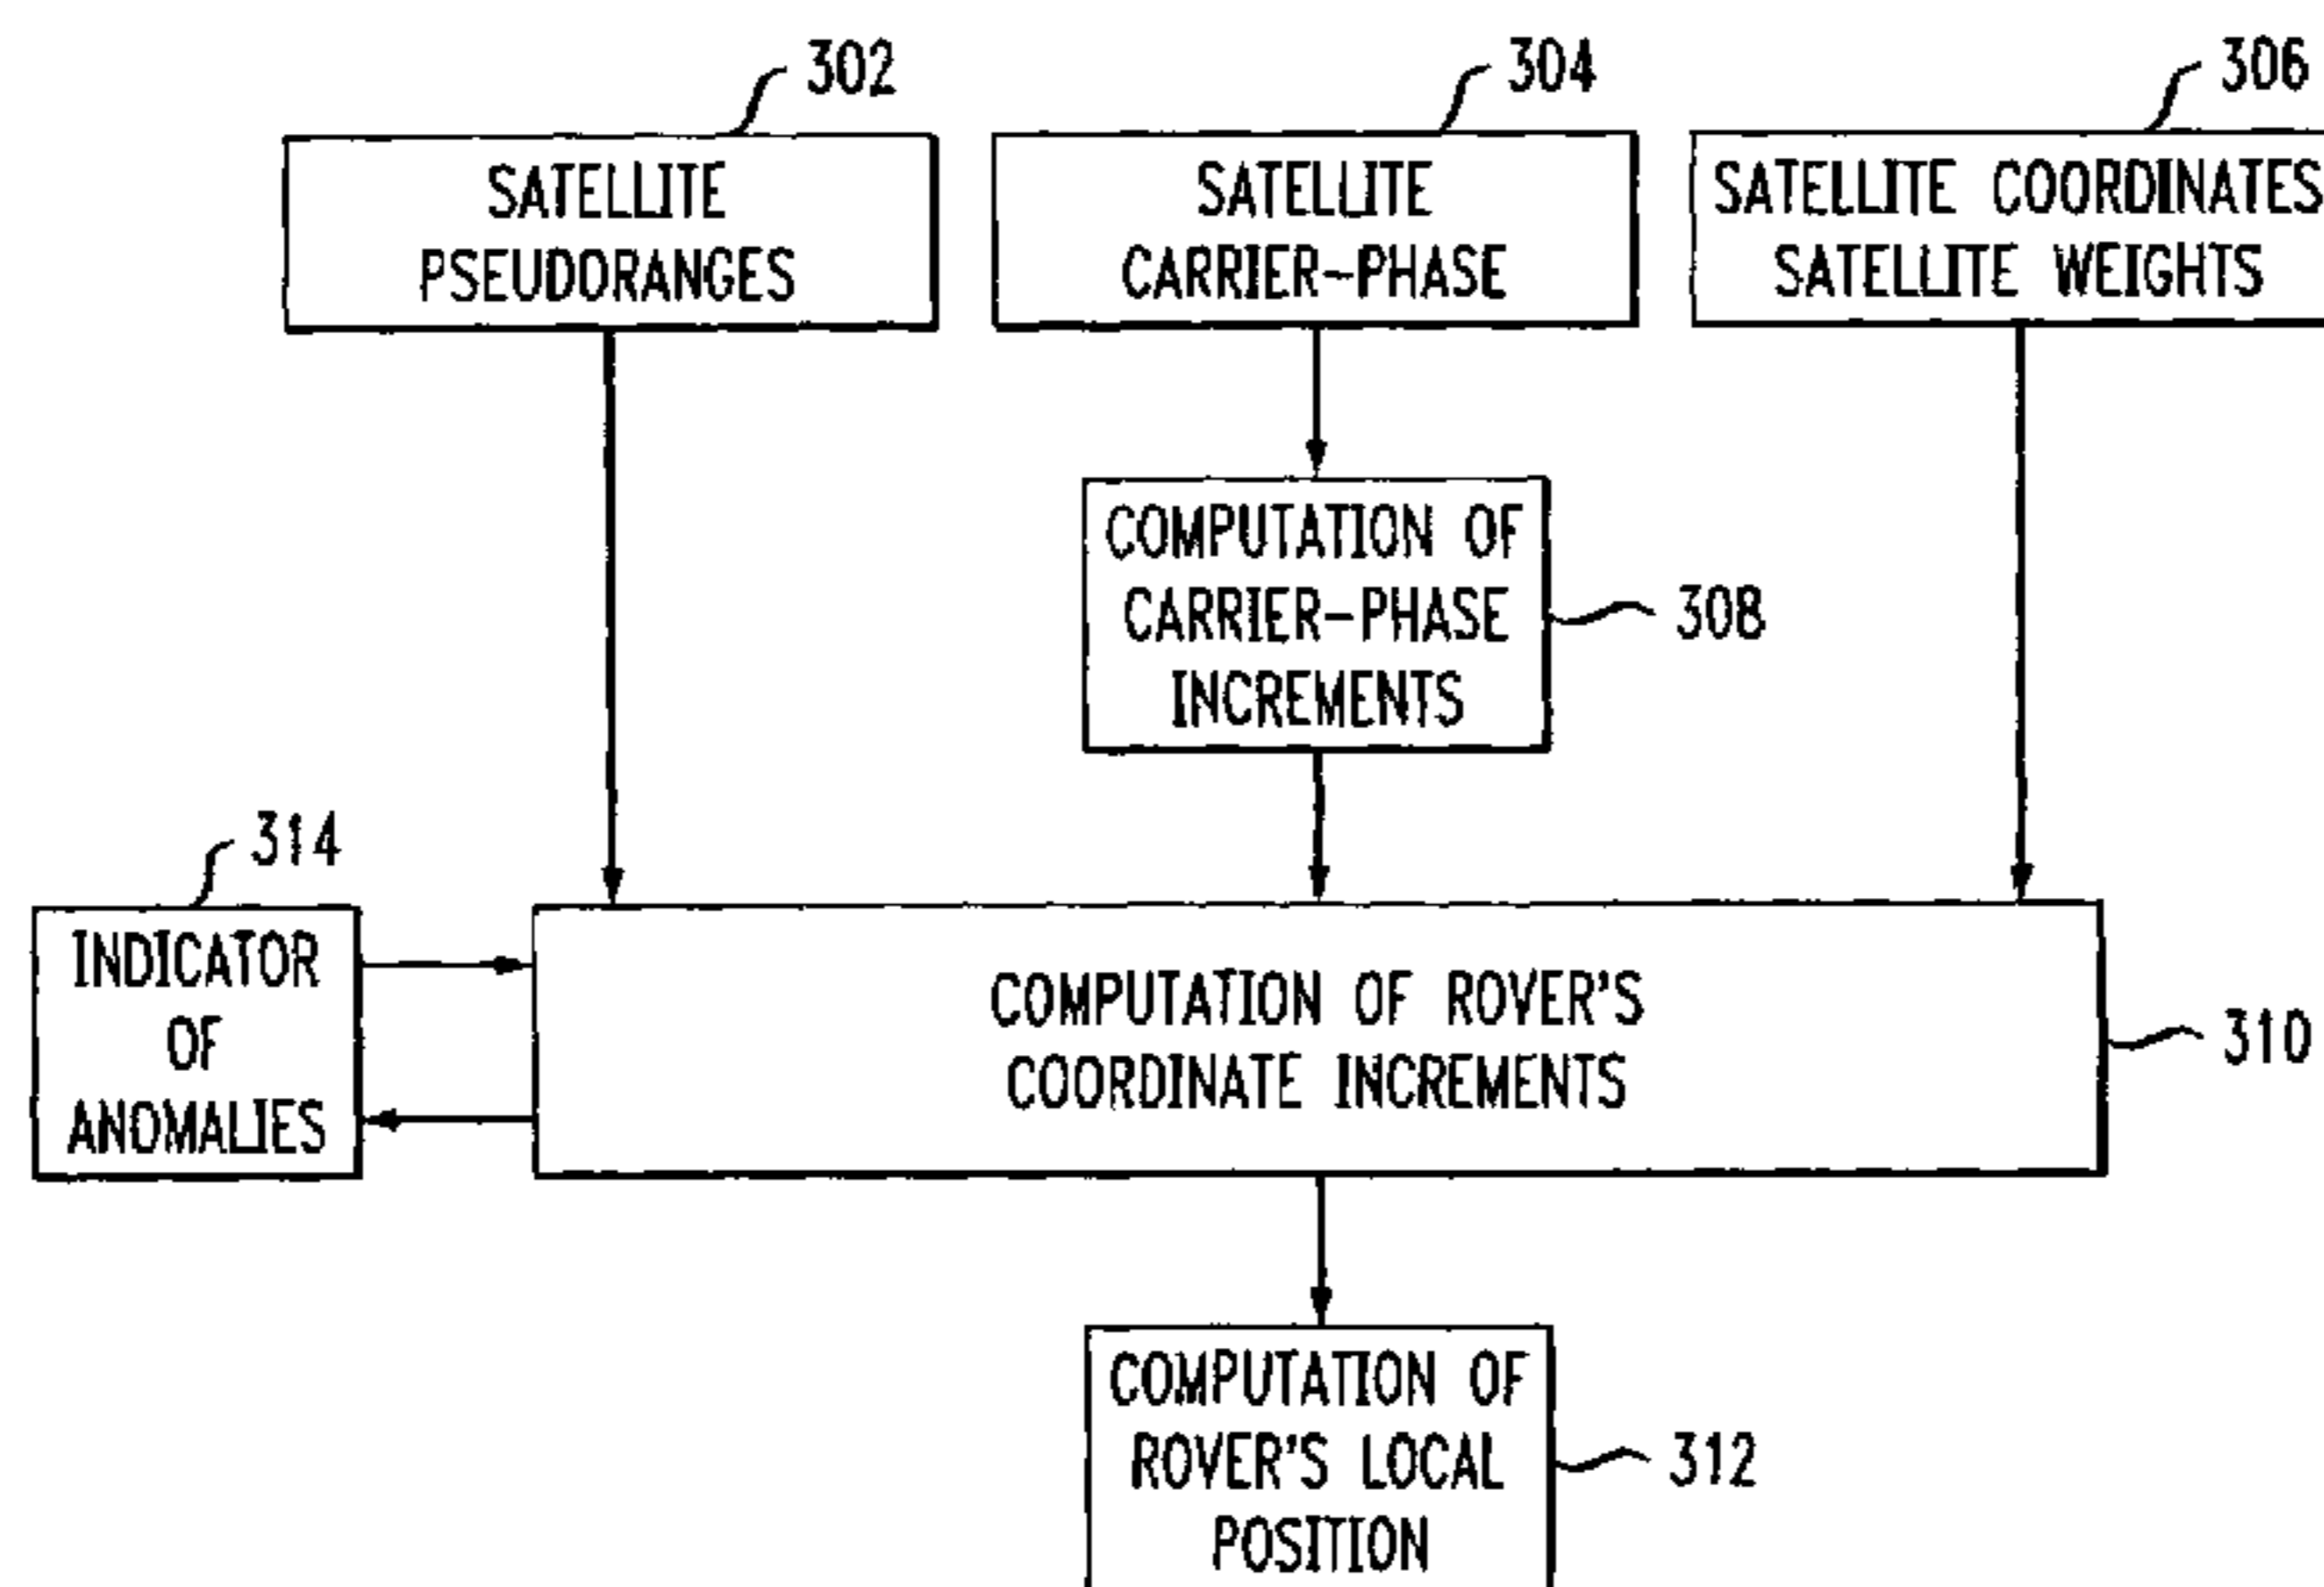 302
304
306
SATELLITE
PSEUDORANGES
SATELLITE
CARRIER-PHASE
SATELLITE COORDINATES
SATELLITE WEIGHTS
COMPUTATION OF
CARRIER-PHASE
INCREMENTS
308
314
INDICATOR
OF
ANOMALIES
COMPUTATION OF ROVER'S
COORDINATE INCREMENTS
310
COMPUTATION OF
ROVER'S LOCAL
POSITION
312